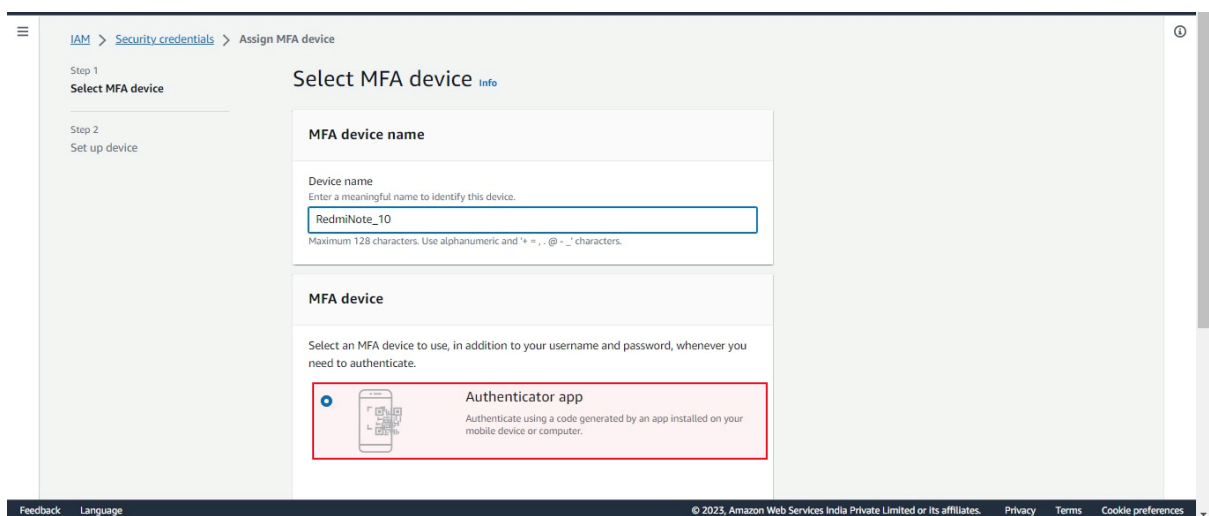 IAM > Security credentials > Assign MFA device
Step 1
Select MFA device
Step 2
Set up device
Select MFA device Info
MFA device name
Device name
Enter a meaningful name to identify this device.
RedmiNote_10
Maximum 128 characters. Use alphanumeric and '+ = , . @ - _' characters.
MFA device
Select an MFA device to use, in addition to your username and password, whenever you
need to authenticate.
Authenticator app
Authenticate using a code generated by an app installed on your
mobile device or computer.
Feedback Language © 2023, Amazon Web Services India Private Limited or its affiliates. Privacy Terms Cookie preferences